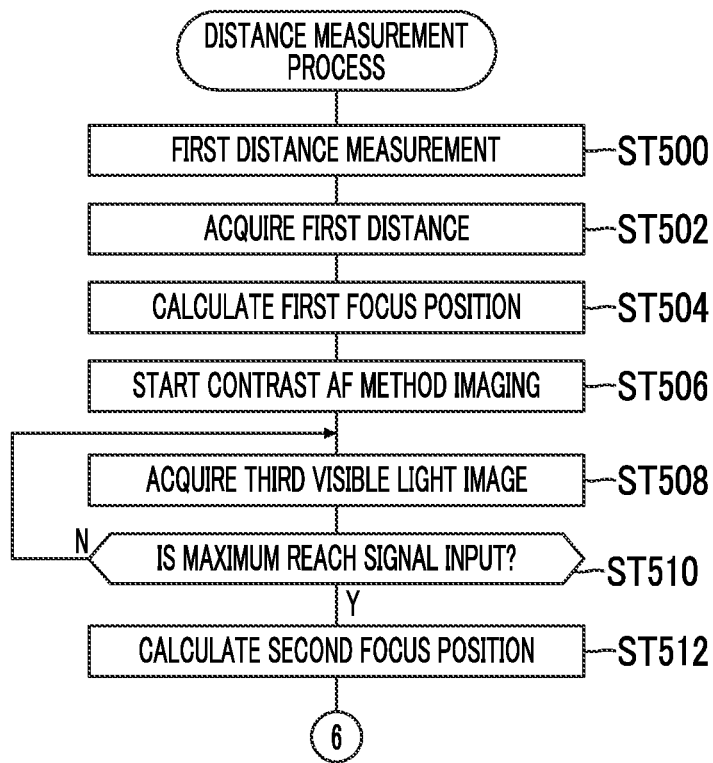 DISTANCE MEASUREMENT
PROCESS
FIRST DISTANCE MEASUREMENT
ST500
ACQUIRE FIRST DISTANCE
ST502
CALCULATE FIRST FOCUS POSITION
ST504
START CONTRAST AF METHOD IMAGING
ST506
ACQUIRE THIRD VISIBLE LIGHT IMAGE
ST508
N
IS MAXIMUM REACH SIGNAL INPUT?
ST510
Y
CALCULATE SECOND FOCUS POSITION
ST512
6